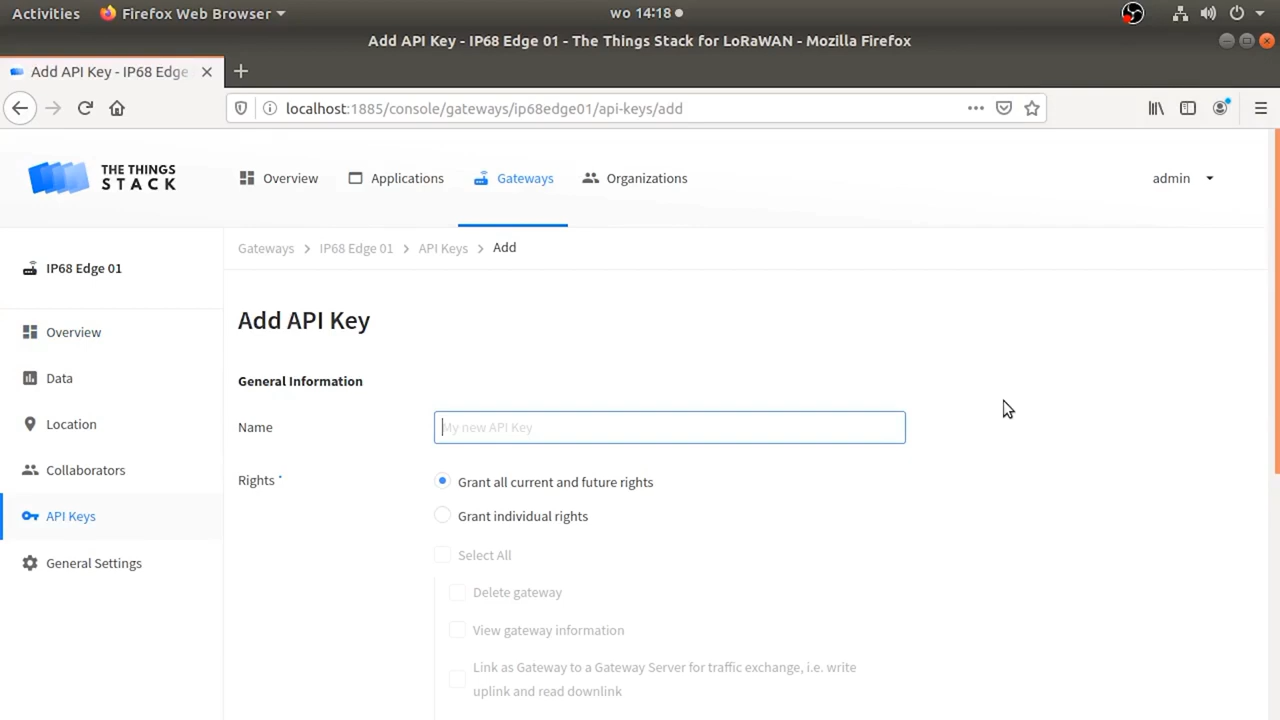 Activities Firefox Web Browser wo 14:18
Add API Key - IP68 Edge 01 - The Things Stack for LoRaWAN - Mozilla Firefox
Add API Key - IP68 Edge
localhost:1885/console/gateways/ip68edge01/api-keys/add
THE THINGS
STACK
Overview Applications Gateways Organizations admin
IP68 Edge 01
Overview
Data
Location
Collaborators
API Keys
General Settings
Gateways > IP68 Edge 01 > API Keys > Add
Add API Key
General Information
Name My new API Key
Rights Grant all current and future rights
Grant individual rights
Select All
Delete gateway
View gateway information
Link as Gateway to a Gateway Server for traffic exchange, i.e. write
uplink and read downlink